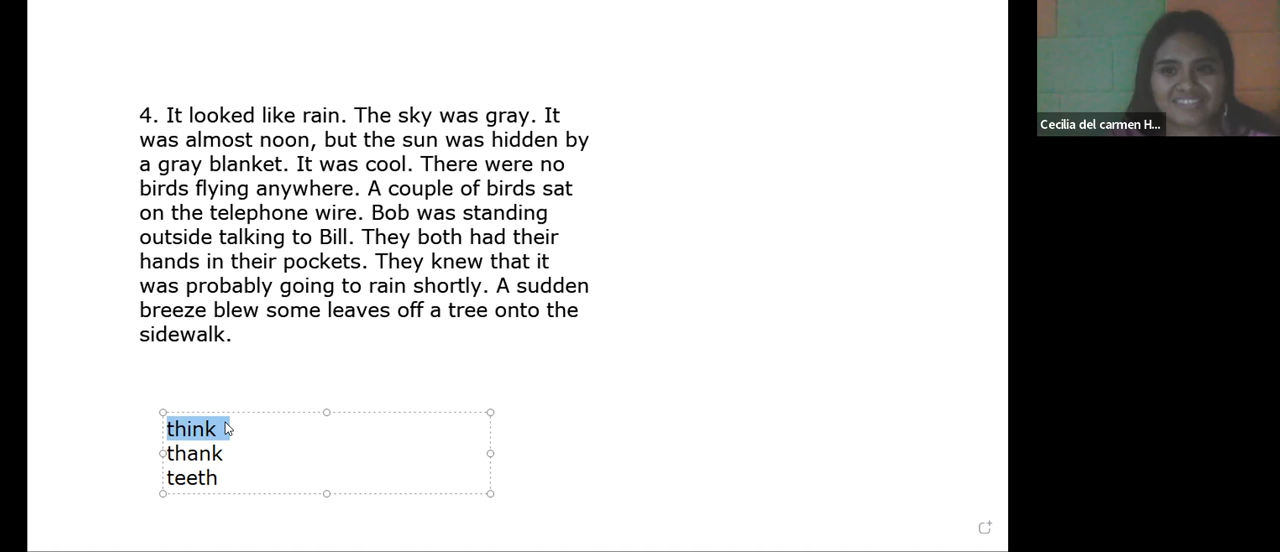 4. It looked like rain. The sky was gray. It
was almost noon, but the sun was hidden by
a gray blanket. It was cool. There were no
birds flying anywhere. A couple of birds sat
on the telephone wire. Bob was standing
outside talking to Bill. They both had their
hands in their pockets. They knew that it
was probably going to rain shortly. A sudden
breeze blew some leaves off a tree onto the
sidewalk.
think
thank
teeth
Cecilia del carmen H...